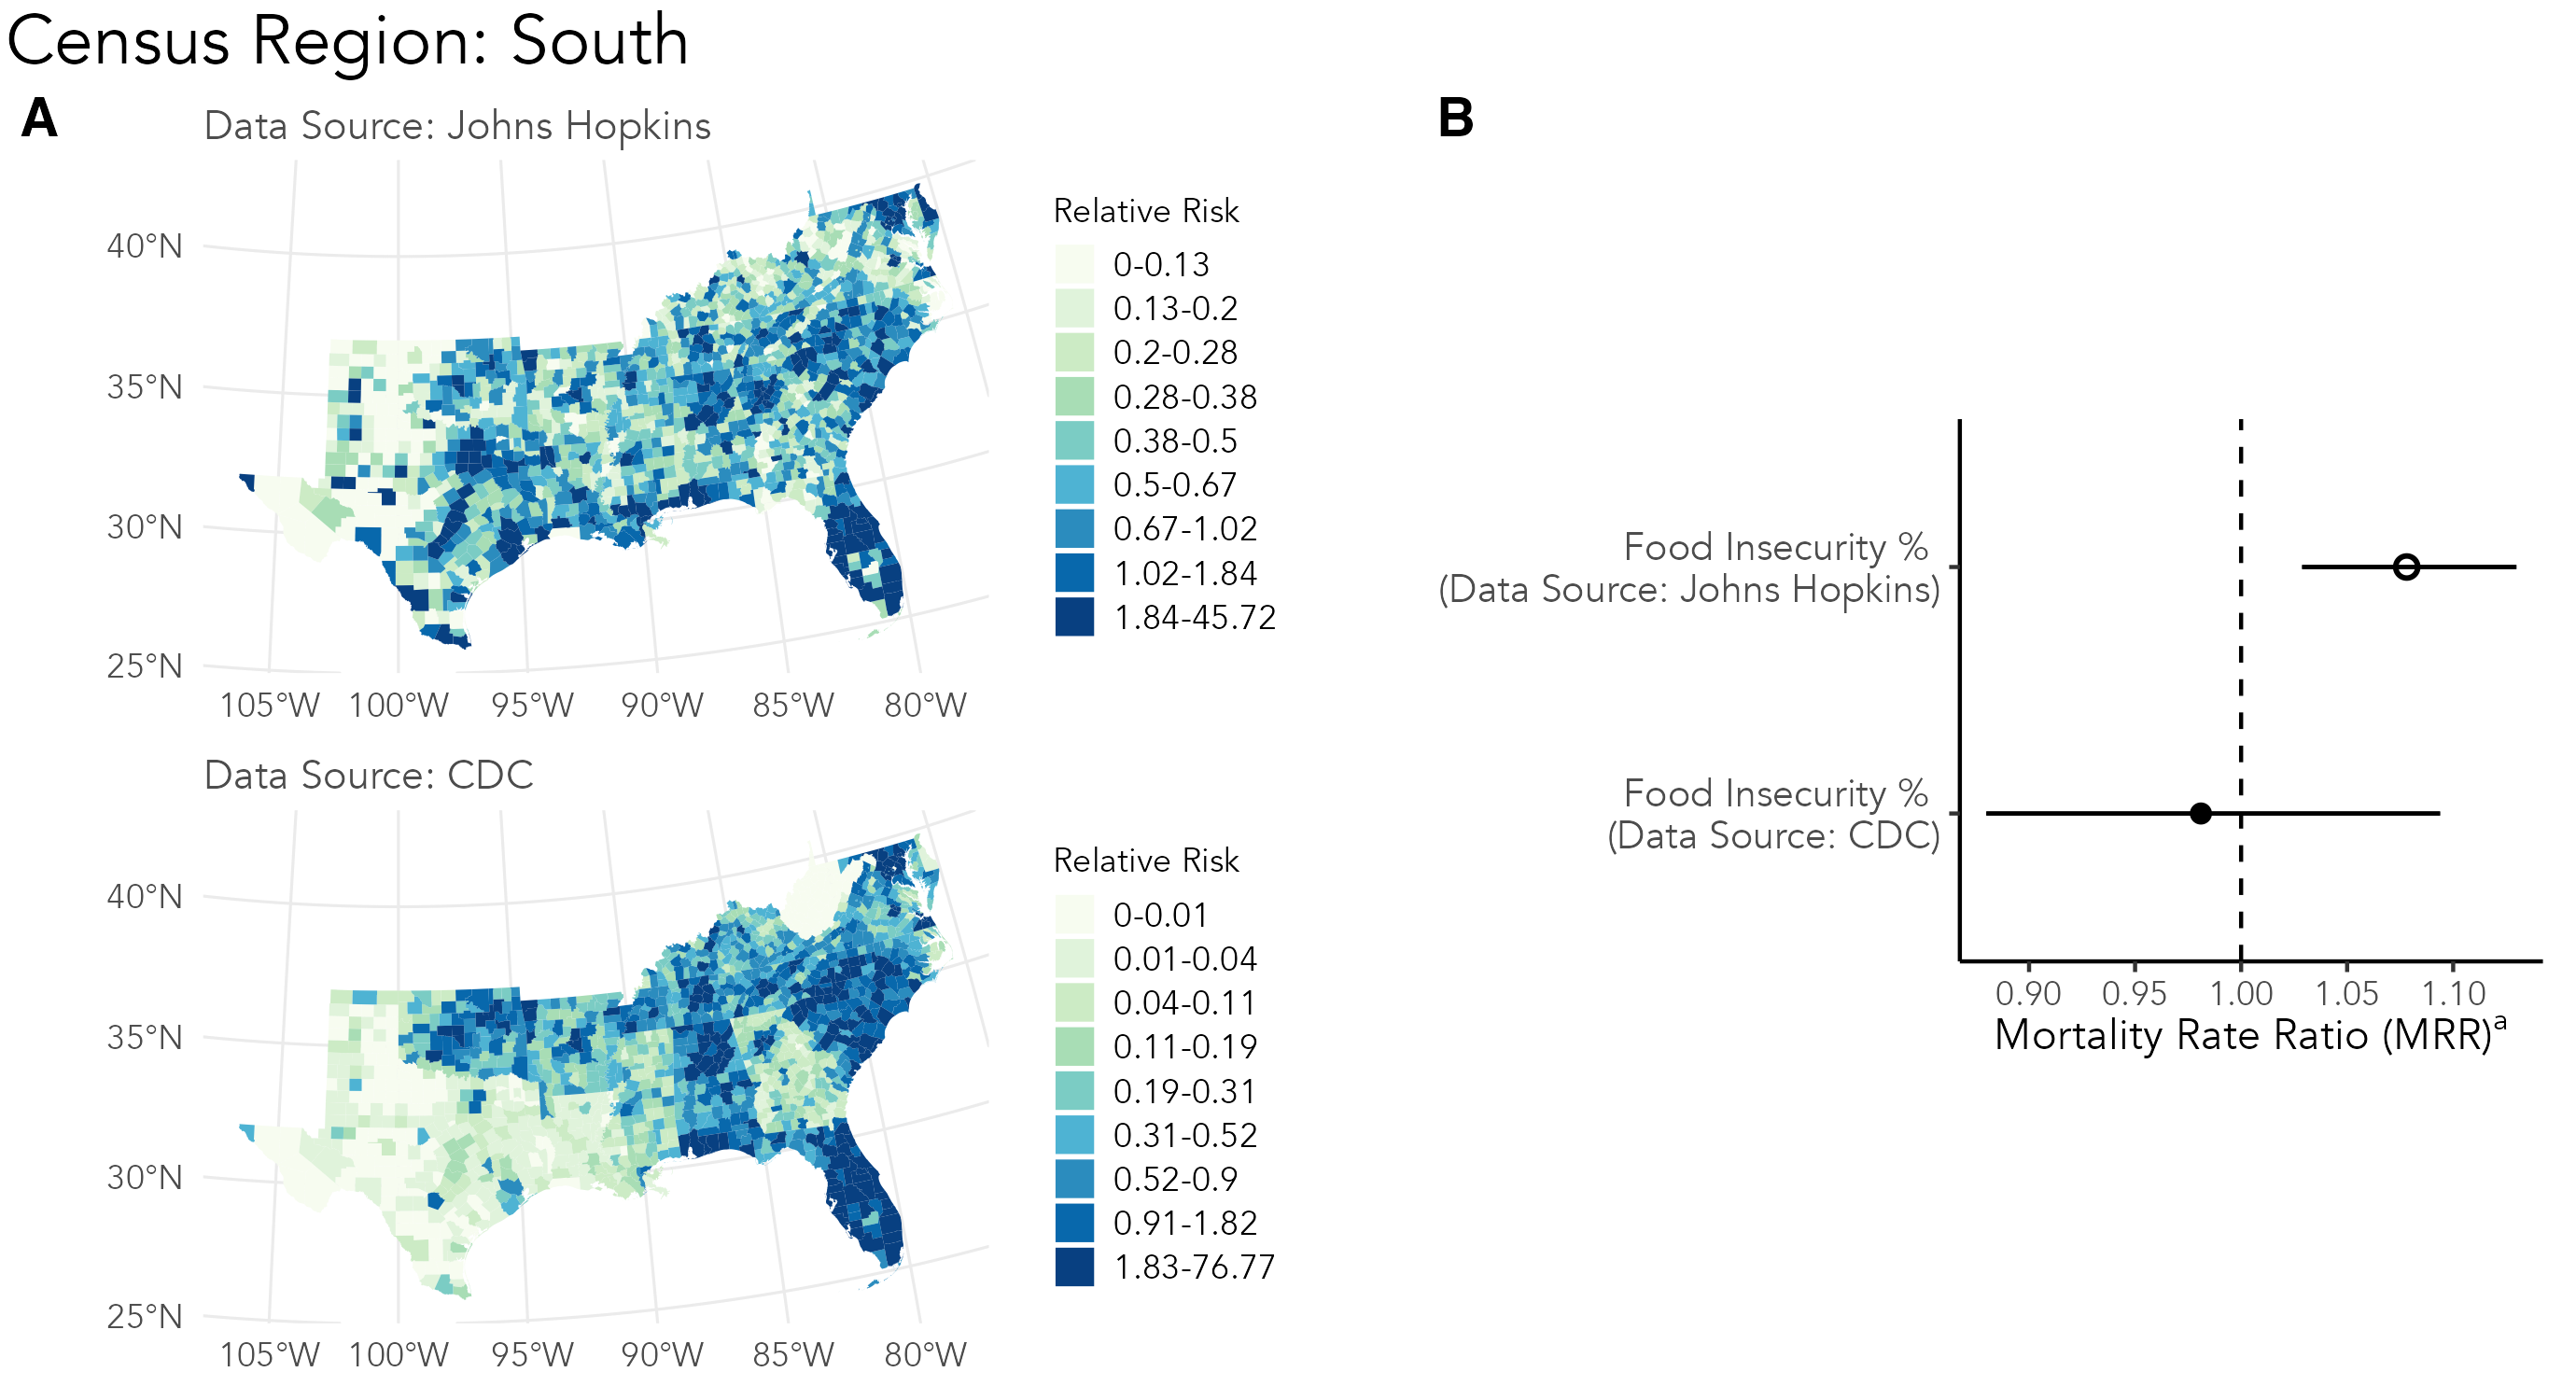 Census Region: South
A
Data Source: Johns Hopkins
40°N
35°N
30°N
25°N
105°W 100°W 95°W 90°W 85°W 80°W
Relative Risk
0-0.13
0.13-0.2
0.2-0.28
0.28-0.38
0.38-0.5
0.5-0.67
0.67-1.02
1.02-1.84
1.84-45.72
Data Source: CDC
40°N
35°N
30°N
25°N
105°W 100°W 95°W 90°W 85°W 80°W
Relative Risk
0-0.01
0.01-0.04
0.04-0.11
0.11-0.19
0.19-0.31
0.31-0.52
0.52-0.9
0.91-1.82
1.83-76.77
B
Food Insecurity %
(Data Source: Johns Hopkins)
Food Insecurity %
(Data Source: CDC)
0.90 0.95 1.00 1.05 1.10
Mortality Rate Ratio (MRR)ᵃ